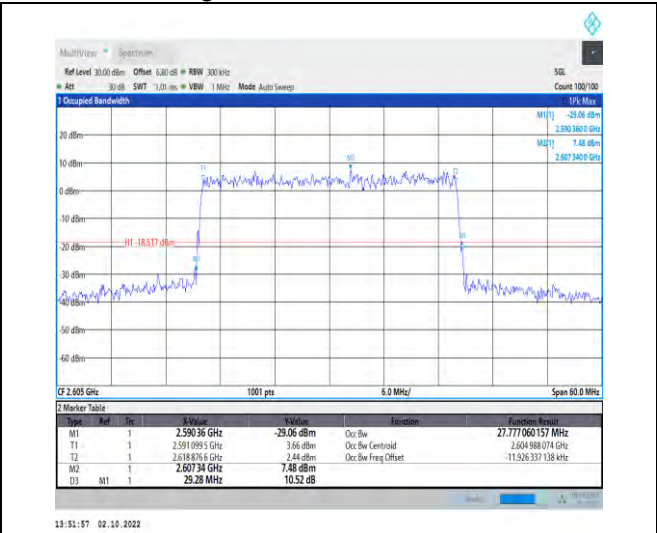 MultiView Spectrum
Ref Level 30.00 dBm Offset 6.80 dB RBW 300 kHz SGL
Att 30 dB SWT 1.01 ms VBW 1 MHz Mode Auto Sweep Count 100/100
1 Occupied Bandwidth 1Pk Max
M1[1] -29.06 dBm
2.590 3600 GHz
20 dBm
M2[1] 7.48 dBm
2.607 3400 GHz
M2
10 dBm
T1 T2
0 dBm
-10 dBm
M3
-20 dBm
H1 -18.517 dBm
M1
-30 dBm
-40 dBm
-50 dBm
-60 dBm
CF 2.605 GHz 1001 pts 6.0 MHz/ Span 60.0 MHz
2 Marker Table
Type Ref Trc X-Value Y-Value Function Function Result
M1 1 2.590 36 GHz -29.06 dBm Occ Bw 27.777 060 157 MHz
T1 1 2.591 099 5 GHz 3.66 dBm Occ Bw Centroid 2.604 988 074 GHz
T2 1 2.618 876 6 GHz 2.44 dBm Occ Bw Freq Offset -11.926 337 138 kHz
M2 1 2.607 34 GHz 7.48 dBm
D3 M1 1 29.28 MHz 10.52 dB
13:51:57 02.10.2022